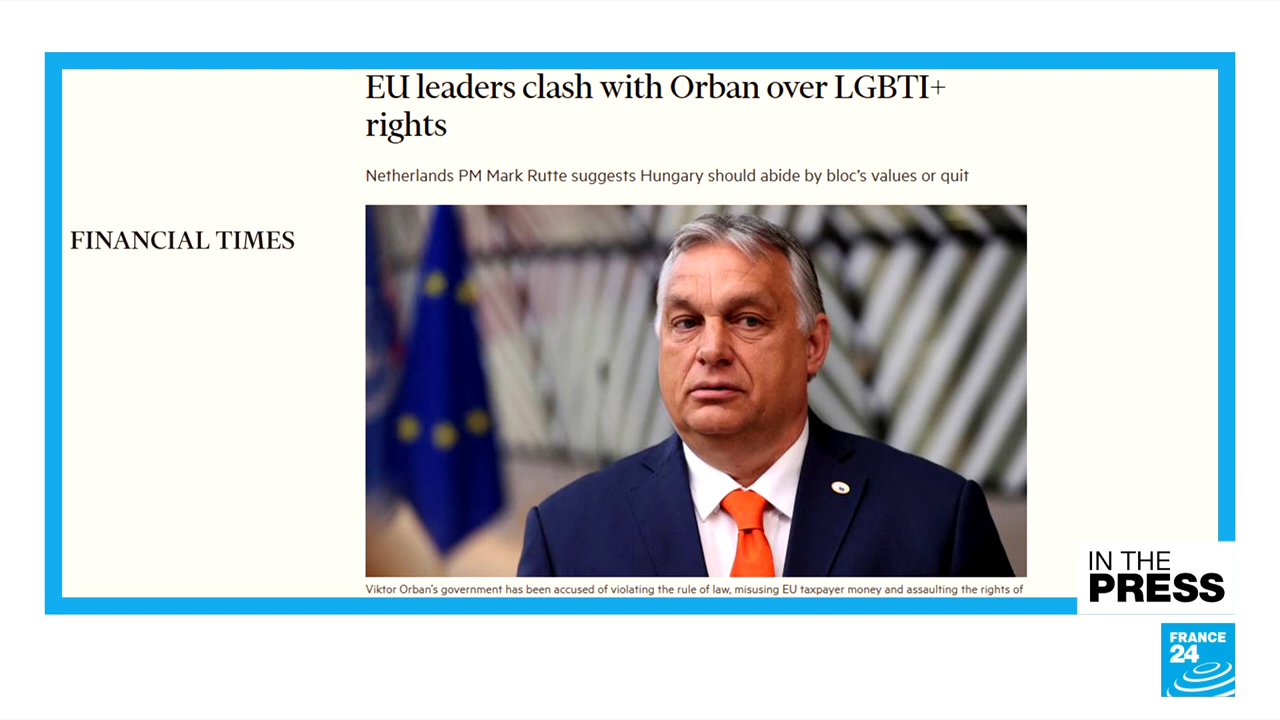 EU leaders clash with Orban over LGBTI+
rights
Netherlands PM Mark Rutte suggests Hungary should abide by bloc's values or quit
FINANCIAL TIMES
Viktor Orban's government has been accused of violating the rule of law, misusing EU taxpayer money and assaulting the rights of
IN THE
PRESS
FRANCE
24